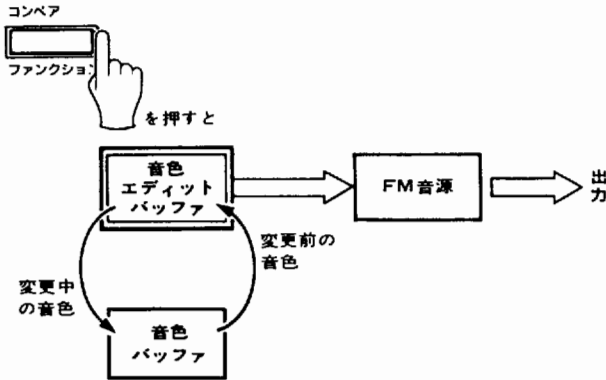 コンペア
ファンクション
を押すと
音色
エディット
バッファ
FM音源
出
力
変更前の
音色
変更中
の音色
音色
バッファ